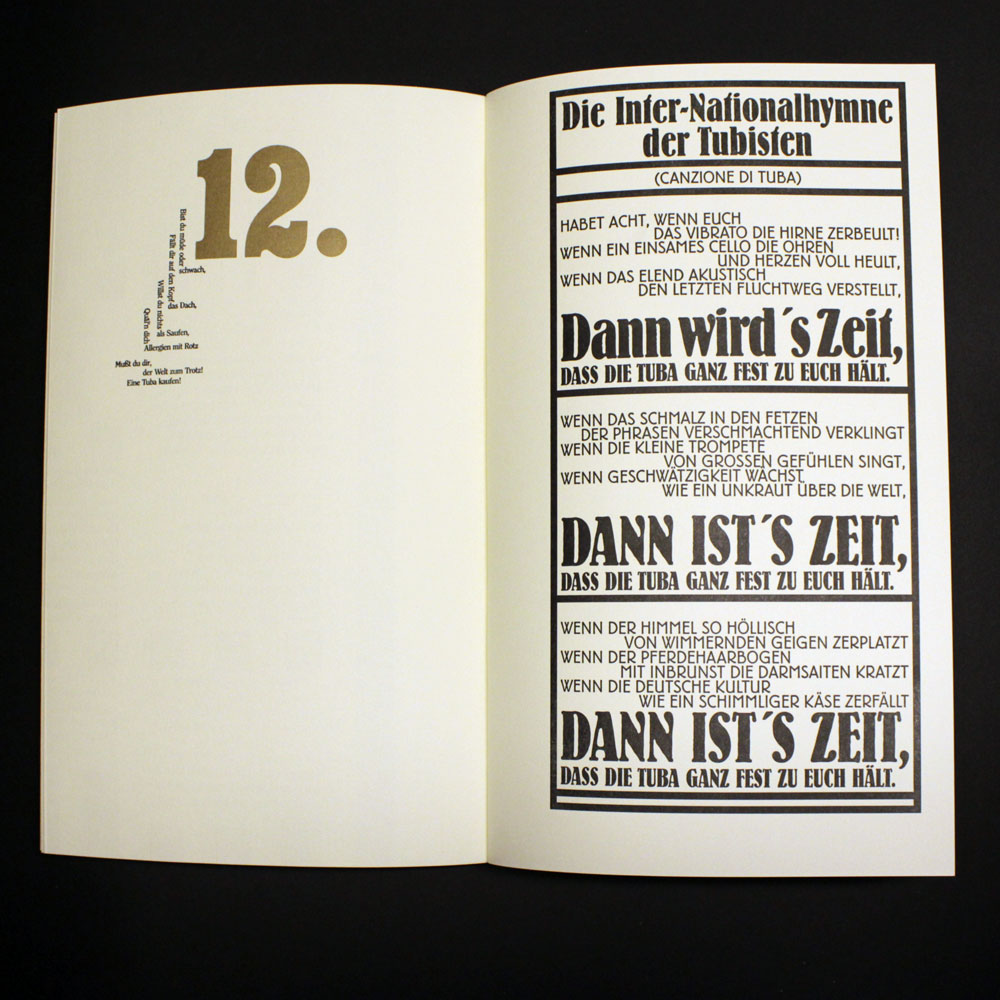 12.
Bist du müde oder
schwach,
Fällt dir auf den Kopf
das Dach,
Willst du nichts
als Saufen,
Quäl'n dich
Allergien mit Rotz
Mußt du dir,
der Welt zum Trotz!
Eine Tuba kaufen!
Die Inter-Nationalhymne
der Tubisten
(CANZIONE DI TUBA)
HABET ACHT, WENN EUCH
DAS VIBRATO DIE HIRNE ZERBEULT!
WENN EIN EINSAMES CELLO DIE OHREN
UND HERZEN VOLL HEULT,
WENN DAS ELEND AKUSTISCH
DEN LETZTEN FLUCHTWEG VERSTELLT,
Dann wird ´s Zeit,
DASS DIE TUBA GANZ FEST ZU EUCH HÄLT.
WENN DAS SCHMALZ IN DEN FETZEN
DER PHRASEN VERSCHMACHTEND VERKLINGT
WENN DIE KLEINE TROMPETE
VON GROSSEN GEFÜHLEN SINGT,
WENN GESCHWÄTZIGKEIT WÄCHST
WIE EIN UNKRAUT ÜBER DIE WELT,
DANN IST´S ZEIT,
DASS DIE TUBA GANZ FEST ZU EUCH HÄLT.
WENN DER HIMMEL SO HÖLLISCH
VON WIMMERNDEN GEIGEN ZERPLATZT
WENN DER PFERDEHAARBOGEN
MIT INBRUNST DIE DARMSAITEN KRATZT
WENN DIE DEUTSCHE KULTUR
WIE EIN SCHIMMLIGER KÄSE ZERFÄLLT
DANN IST´S ZEIT,
DASS DIE TUBA GANZ FEST ZU EUCH HÄLT.